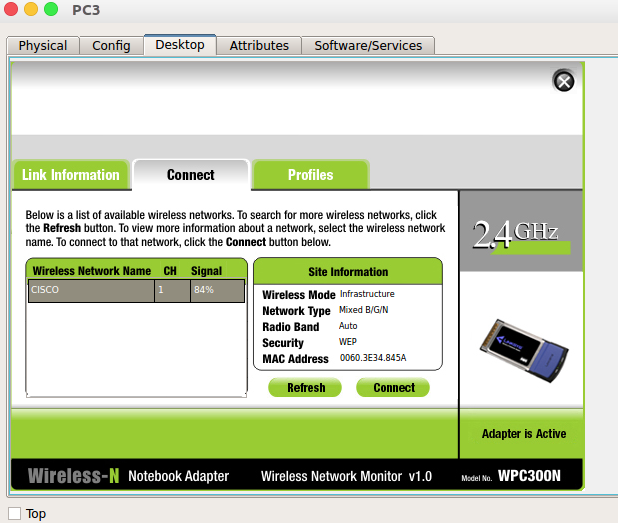 PC3
Physical Config Desktop Attributes Software/Services
Link Information Connect Profiles
Below is a list of available wireless networks. To search for more wireless networks, click
the Refresh button. To view more information about a network, select the wireless network
name. To connect to that network, click the Connect button below.
2.4GHz
Wireless Network Name CH Signal
CISCO 1 84%
Site Information
Wireless Mode Infrastructure
Network Type Mixed B/G/N
Radio Band Auto
Security WEP
MAC Address 0060.3E34.845A
Refresh Connect
Adapter is Active
Wireless-N Notebook Adapter Wireless Network Monitor v1.0 Model No. WPC300N
Top